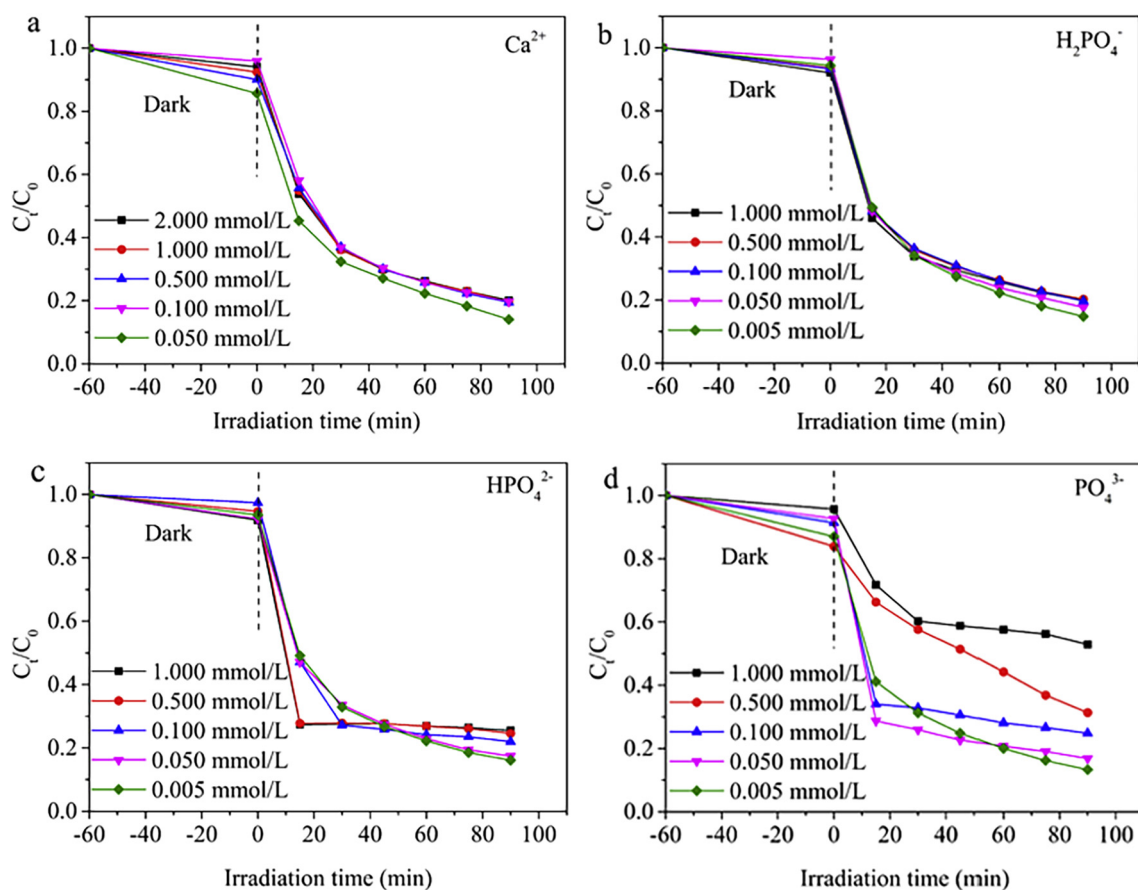 a
Ca²⁺
Dark
2.000 mmol/L
1.000 mmol/L
0.500 mmol/L
0.100 mmol/L
0.050 mmol/L
1.0
0.8
0.6
0.4
0.2
0.0
-60
-40
-20
0
20
40
60
80
100
Cₜ/C₀
Irradiation time (min)
b
H₂PO₄⁻
Dark
1.000 mmol/L
0.500 mmol/L
0.100 mmol/L
0.050 mmol/L
0.005 mmol/L
1.0
0.8
0.6
0.4
0.2
0.0
-60
-40
-20
0
20
40
60
80
100
Cₜ/C₀
Irradiation time (min)
c
HPO₄²⁻
Dark
1.000 mmol/L
0.500 mmol/L
0.100 mmol/L
0.050 mmol/L
0.005 mmol/L
1.0
0.8
0.6
0.4
0.2
0.0
-60
-40
-20
0
20
40
60
80
100
Cₜ/C₀
Irradiation time (min)
d
PO₄³⁻
Dark
1.000 mmol/L
0.500 mmol/L
0.100 mmol/L
0.050 mmol/L
0.005 mmol/L
1.0
0.8
0.6
0.4
0.2
0.0
-60
-40
-20
0
20
40
60
80
100
Cₜ/C₀
Irradiation time (min)